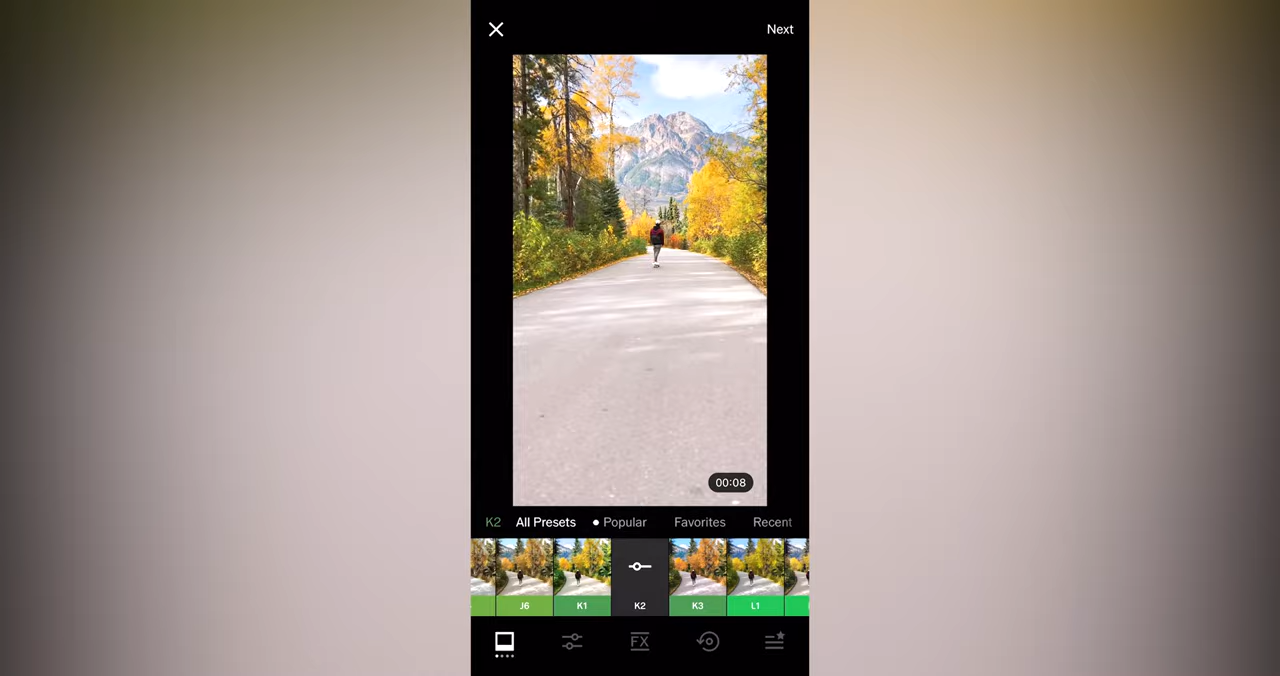 Next
00:08
K2 All Presets Popular Favorites Recent
J6 K1 K2 K3 L1
FX